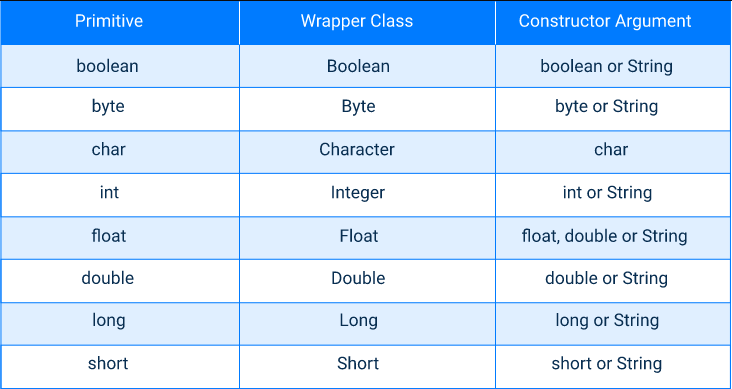 Primitive Wrapper Class Constructor Argument
boolean Boolean boolean or String
byte Byte byte or String
char Character char
int Integer int or String
float Float float, double or String
double Double double or String
long Long long or String
short Short short or String